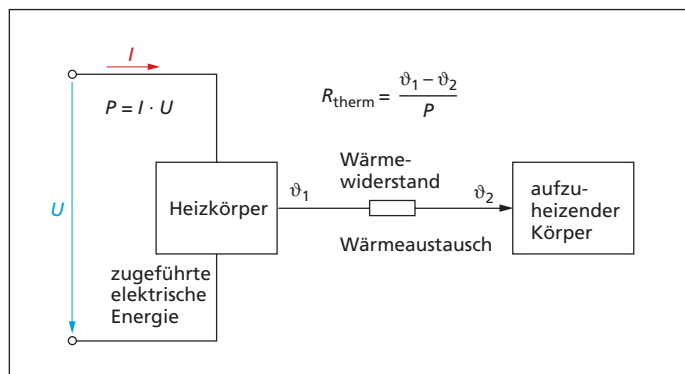 I
P = I · U
R_therm = (ϑ₁ – ϑ₂) / P
U
Heizkörper
ϑ₁
Wärme-
widerstand
ϑ₂
Wärmeaustausch
aufzu-
heizender
Körper
zugeführte
elektrische
Energie